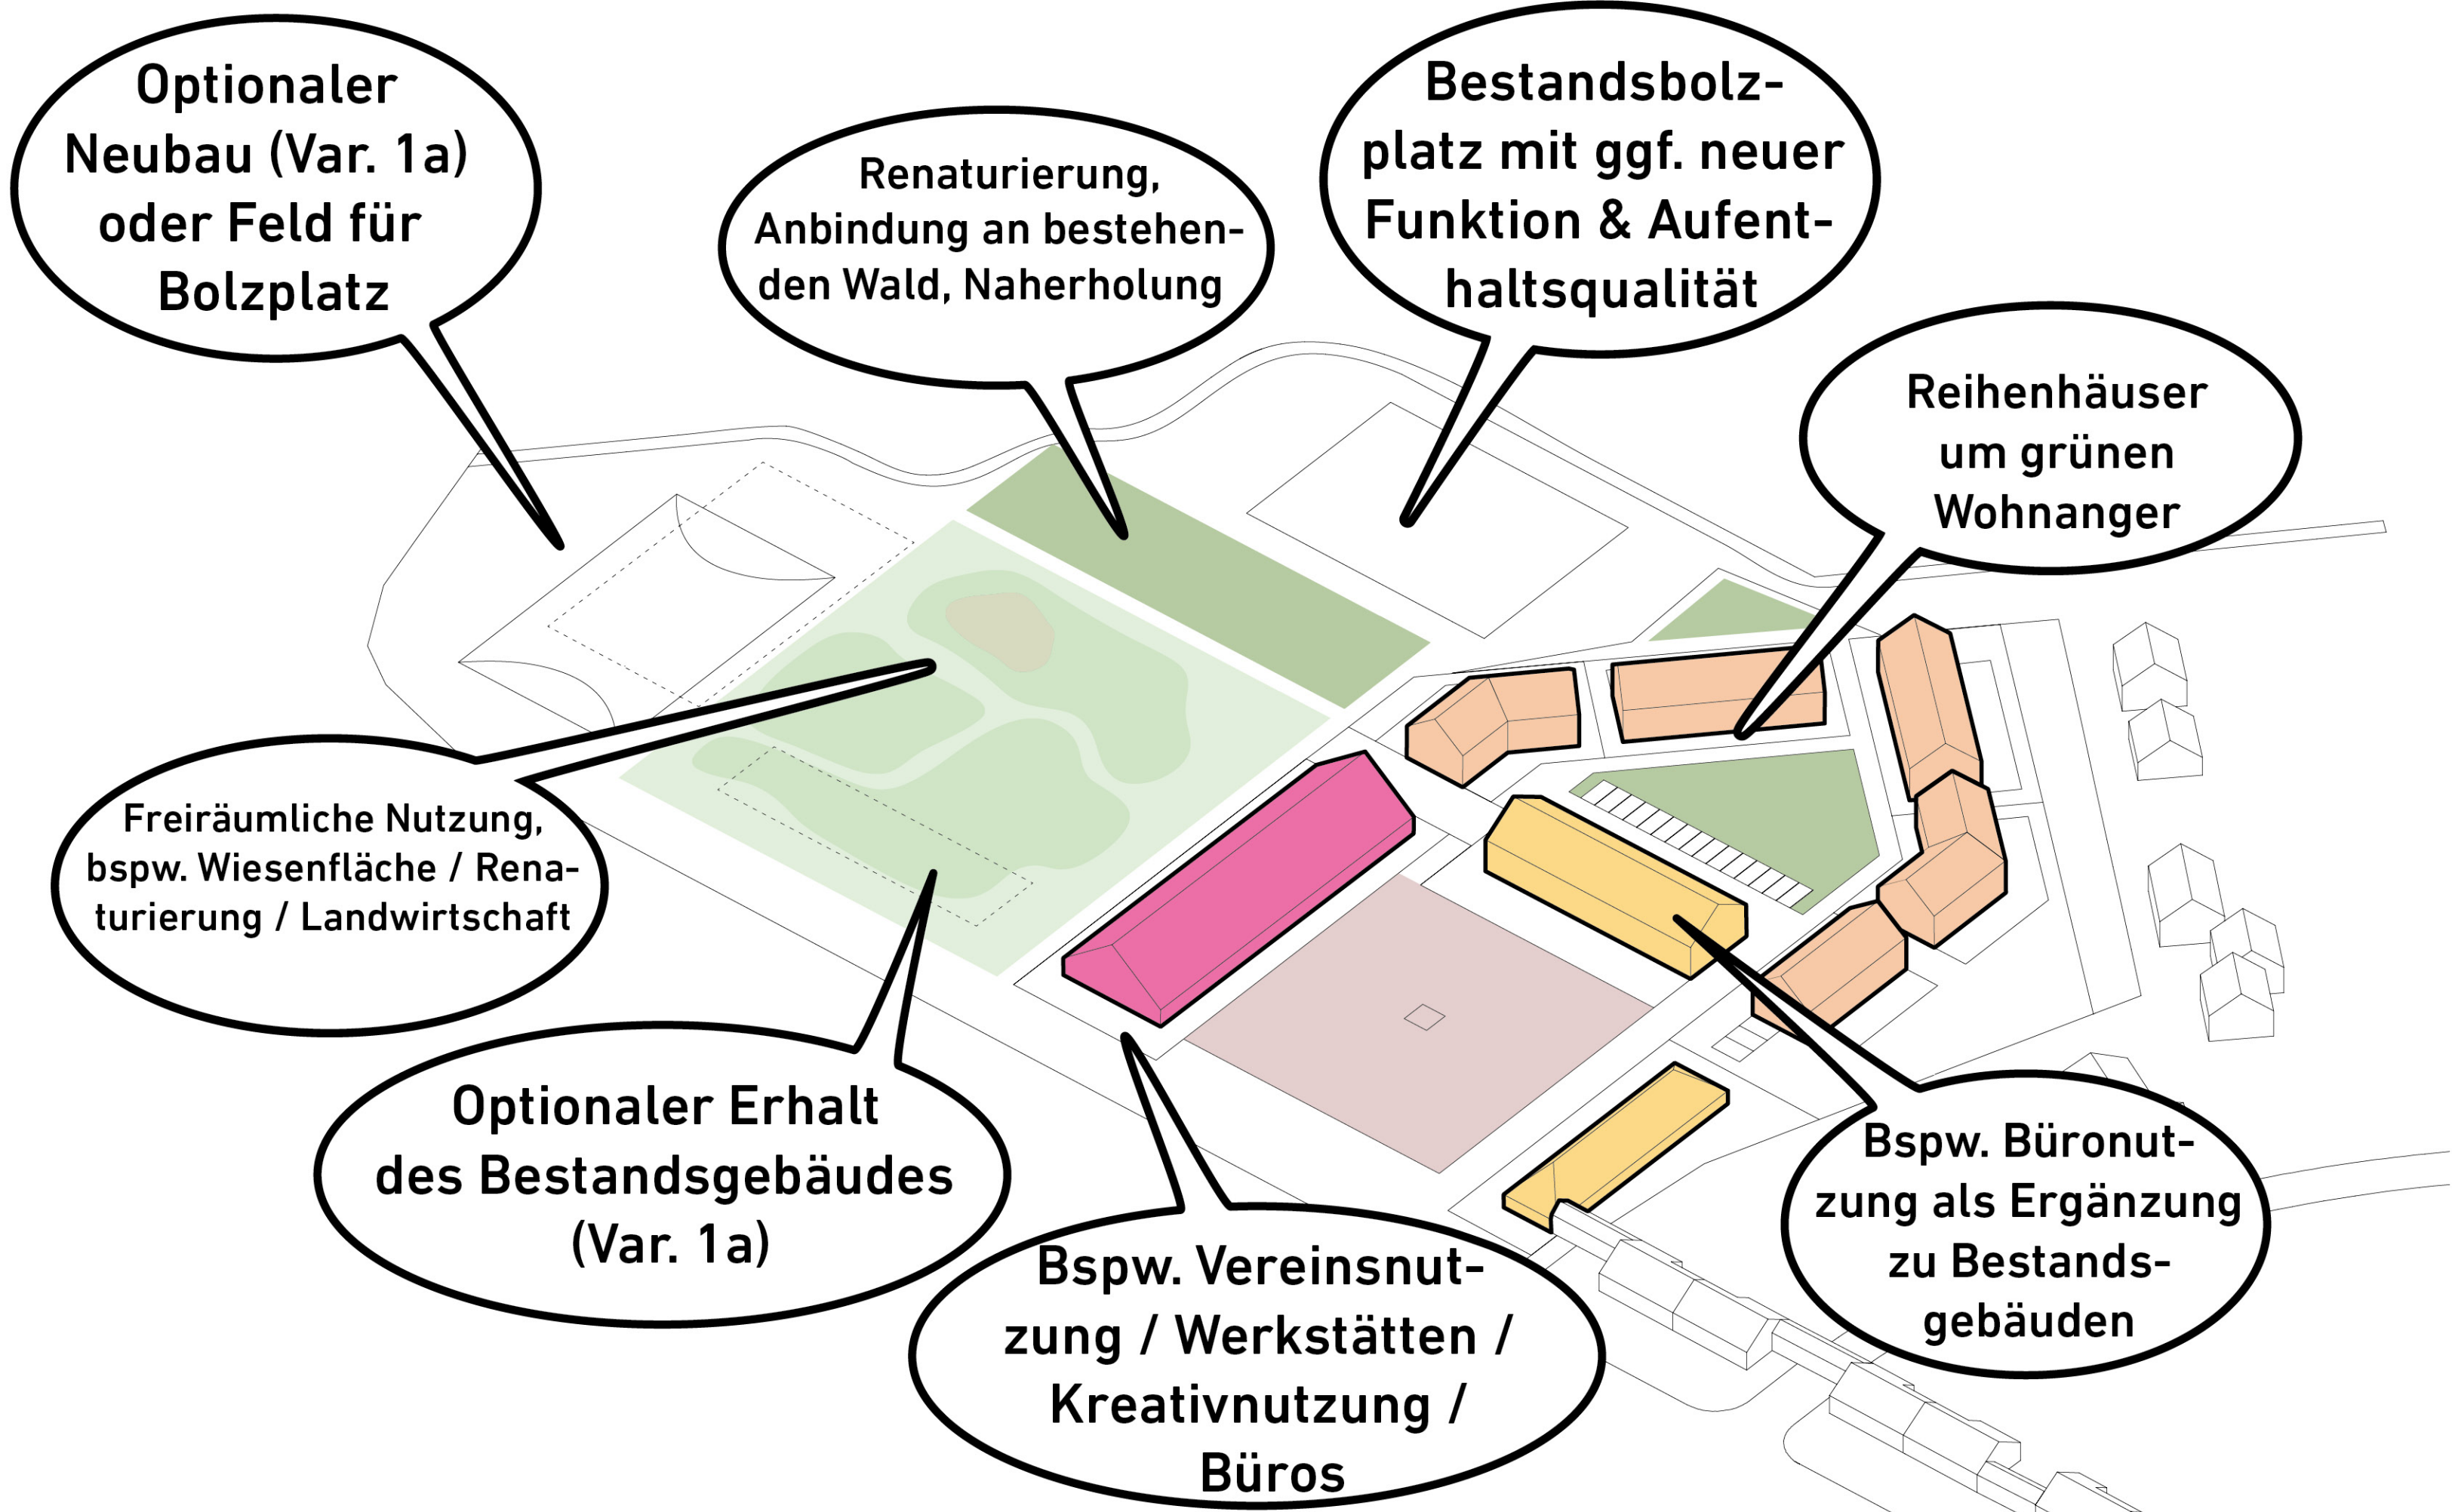 Optionaler
Neubau (Var. 1a)
oder Feld für
Bolzplatz
Renaturierung,
Anbindung an bestehen-
den Wald, Naherholung
Bestandsbolz-
platz mit ggf. neuer
Funktion & Aufent-
haltsqualität
Reihenhäuser
um grünen
Wohnanger
Freiräumliche Nutzung,
bspw. Wiesenfläche / Rena-
turierung / Landwirtschaft
Optionaler Erhalt
des Bestandsgebäudes
(Var. 1a)
Bspw. Vereinsnut-
zung / Werkstätten /
Kreativnutzung /
Büros
Bspw. Büronut-
zung als Ergänzung
zu Bestands-
gebäuden